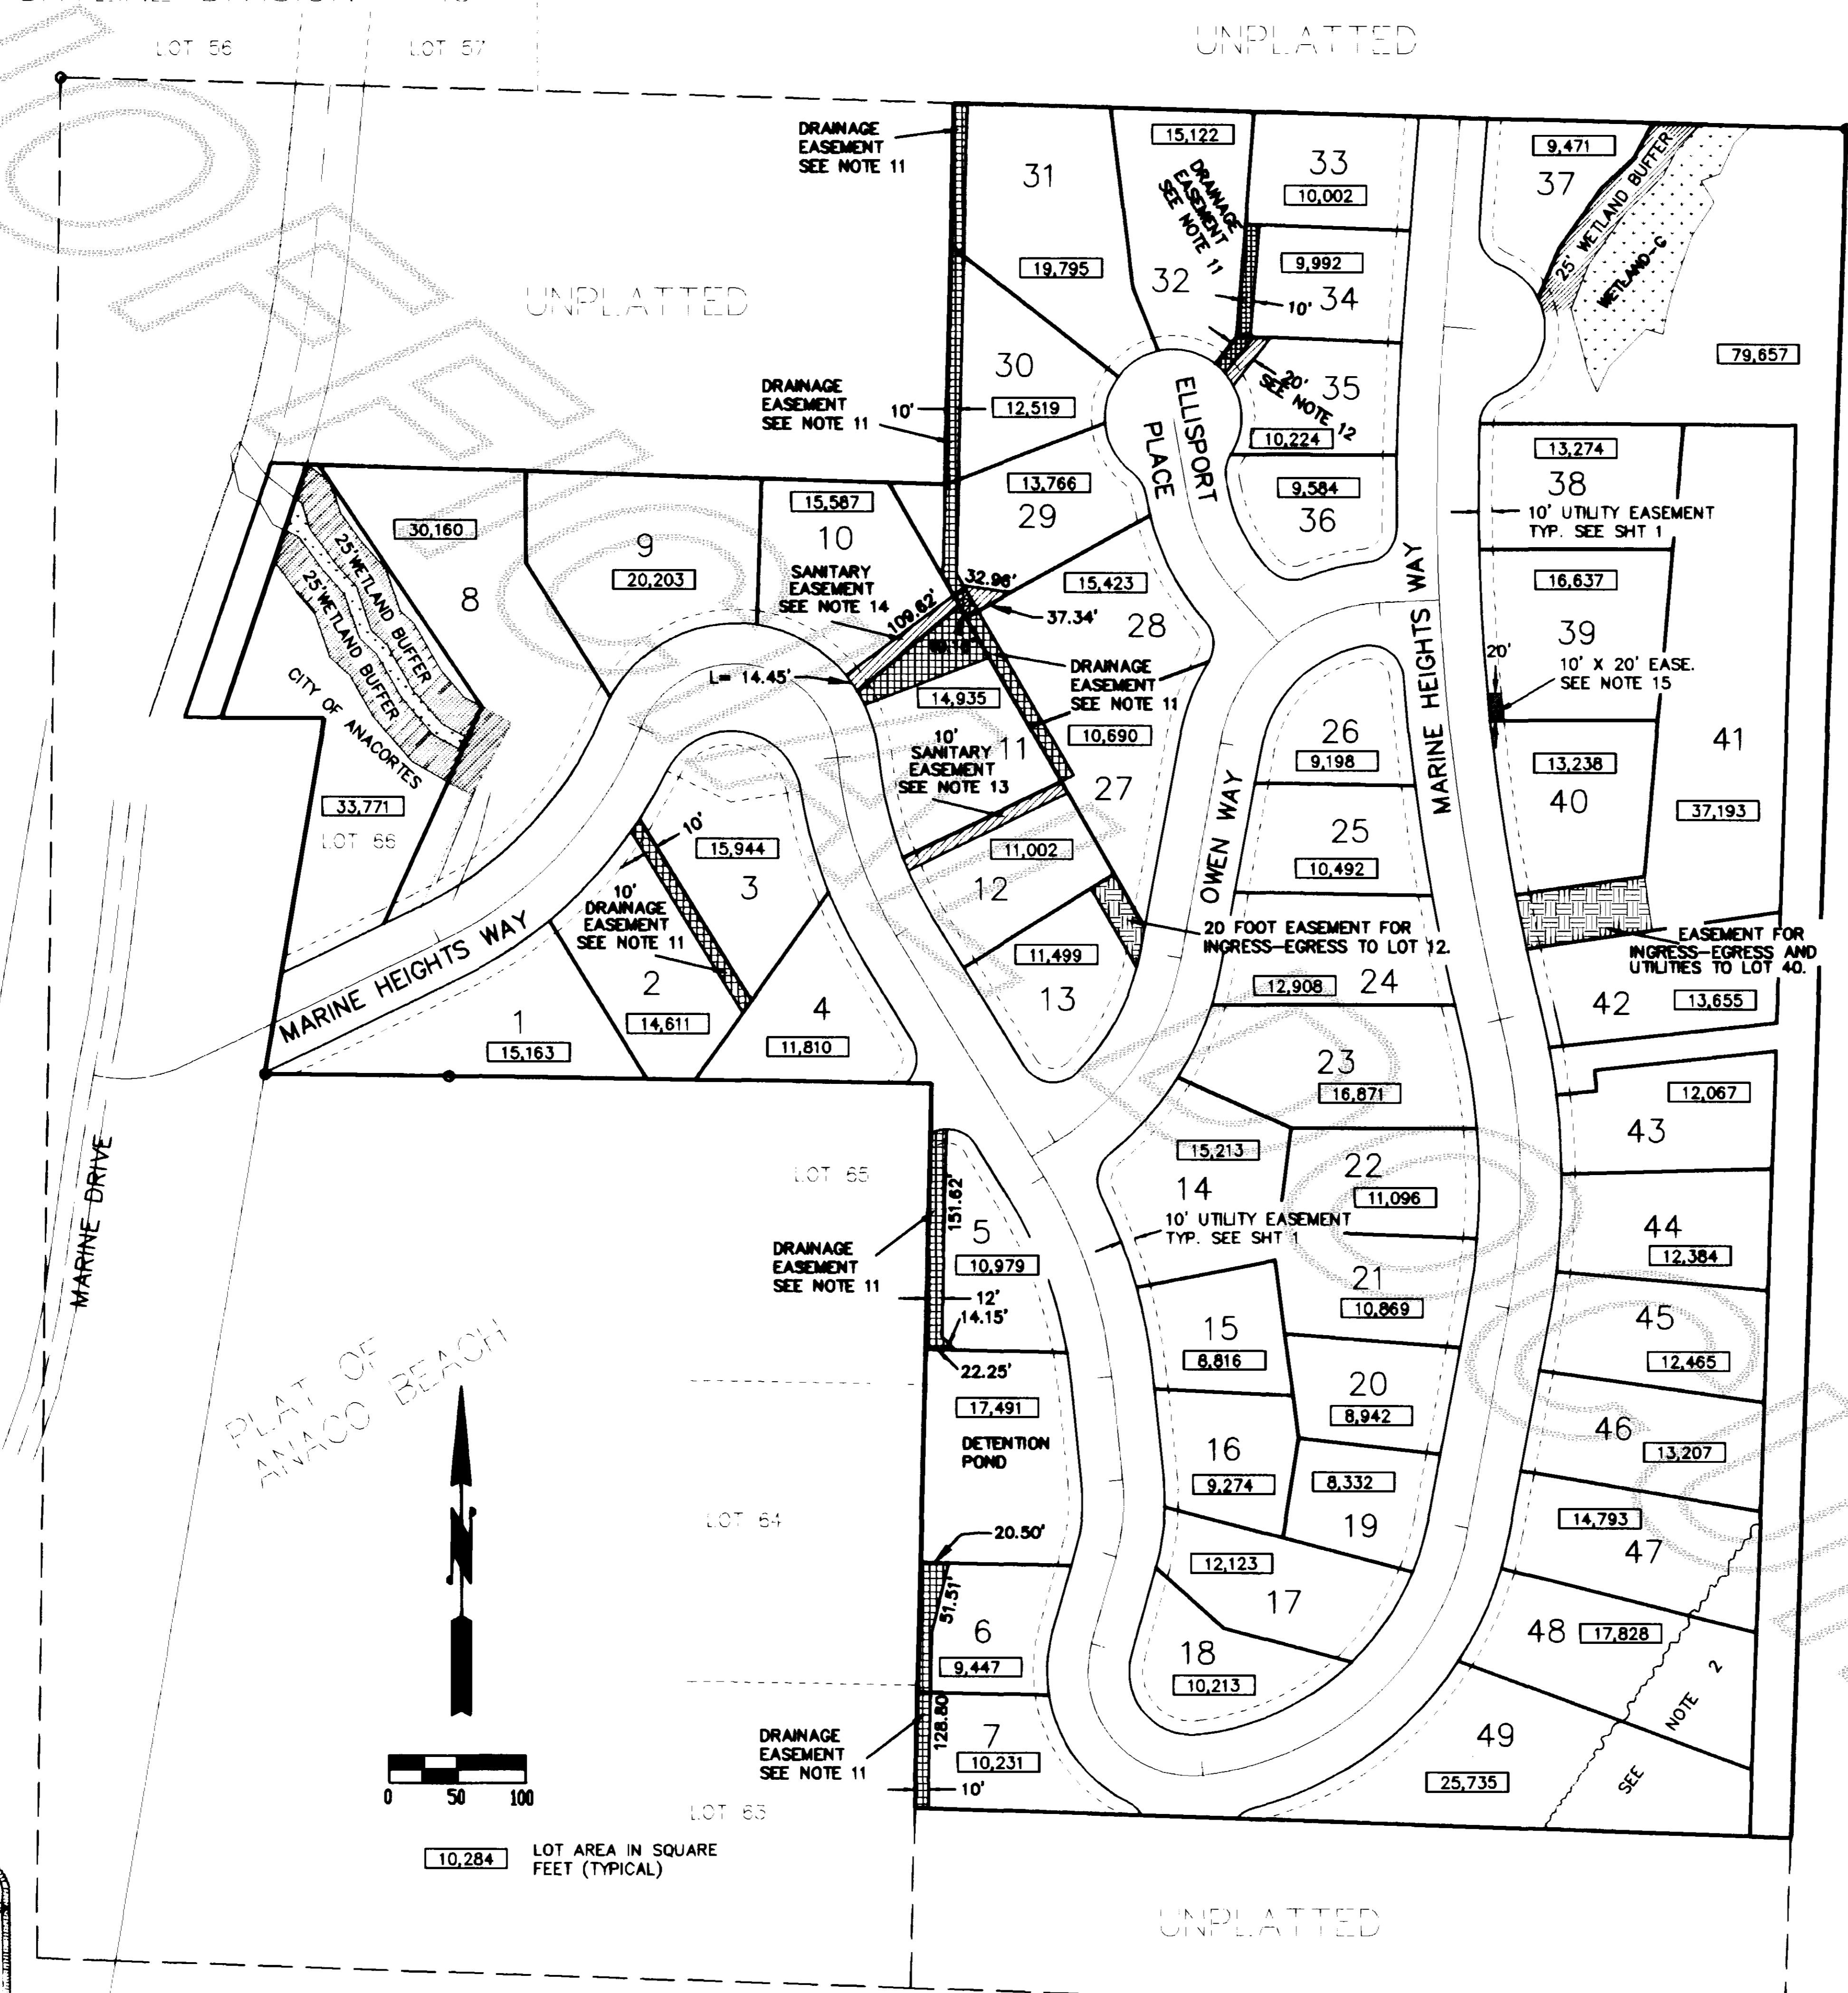 LOT 56
LOT 57
UNPLATTED
DRAINAGE
EASEMENT
SEE NOTE 11
31
19,795
15,122
DRAINAGE
EASEMENT
SEE NOTE 11
32
33
10,002
9,992
34
10'
9,471
37
25' WETLAND BUFFER
WETLAND-C
79,657
UNPLATTED
DRAINAGE
EASEMENT
SEE NOTE 11
10'
30
12,519
20'
SEE NOTE 12
35
10,224
ELLISPORT
PLACE
13,766
29
9,584
36
13,274
38
10' UTILITY EASEMENT
TYP. SEE SHT 1
30,160
8
25' WETLAND BUFFER
25' WETLAND BUFFER
CITY OF ANACORTES
33,771
LOT 66
9
20,203
15,587
10
SANITARY
EASEMENT
SEE NOTE 14
109.62'
32.96'
37.34'
L= 14.45'
15,423
28
DRAINAGE
EASEMENT
SEE NOTE 11
14,935
11
10'
SANITARY
EASEMENT
SEE NOTE 13
10,690
27
MARINE HEIGHTS WAY
16,637
39
20'
10' X 20' EASE.
SEE NOTE 15
41
37,193
13,238
40
26
9,198
25
10,492
OWEN WAY
10'
15,944
3
10'
DRAINAGE
EASEMENT
SEE NOTE 11
11,002
12
11,499
13
20 FOOT EASEMENT FOR
INGRESS-EGRESS TO LOT 12.
EASEMENT FOR
INGRESS-EGRESS AND
UTILITIES TO LOT 40.
12,908
24
42
13,655
MARINE HEIGHTS WAY
1
15,163
2
14,611
4
11,810
23
16,871
12,067
43
MARINE DRIVE
LOT 65
151.62'
5
10,979
DRAINAGE
EASEMENT
SEE NOTE 11
12'
14.15'
22.25'
15,213
14
10' UTILITY EASEMENT
TYP. SEE SHT 1
22
11,096
21
10,869
44
12,384
45
12,465
15
8,816
20
8,942
46
13,207
PLAT OF
ANACO BEACH
17,491
DETENTION
POND
16
9,274
8,332
19
14,793
47
LOT 64
N
20.50'
51.51'
6
9,447
12,123
17
18
10,213
48
17,828
SEE NOTE 2
DRAINAGE
EASEMENT
SEE NOTE 11
128.80
7
10,231
10'
49
25,735
0 50 100
LOT 63
10,284
LOT AREA IN SQUARE
FEET (TYPICAL)
UNPLATTED